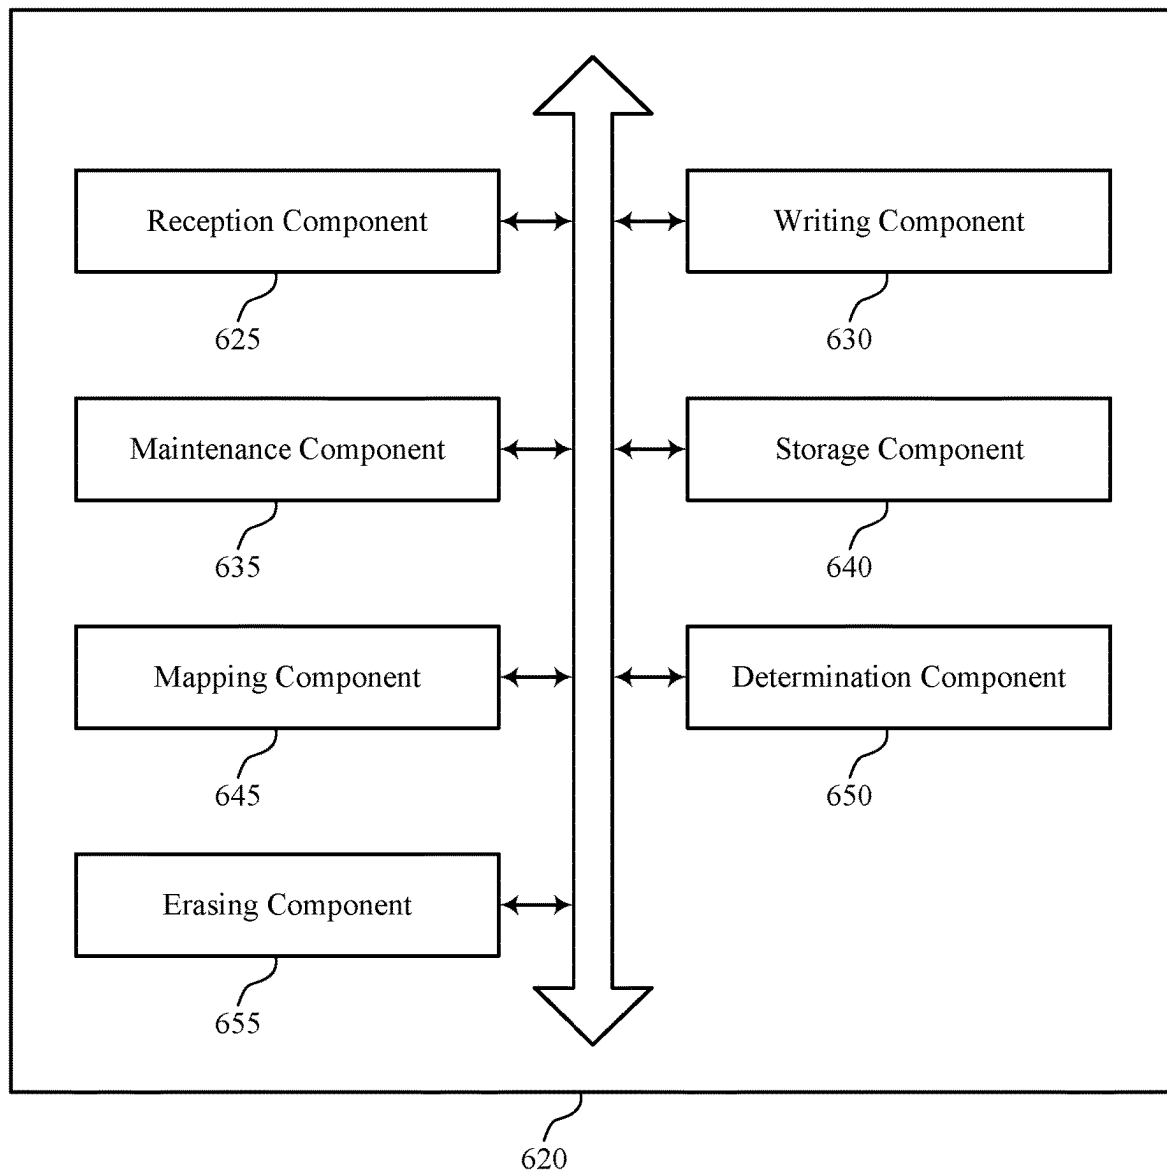 Reception Component
625
Writing Component
630
Maintenance Component
635
Storage Component
640
Mapping Component
645
Determination Component
650
Erasing Component
655
620